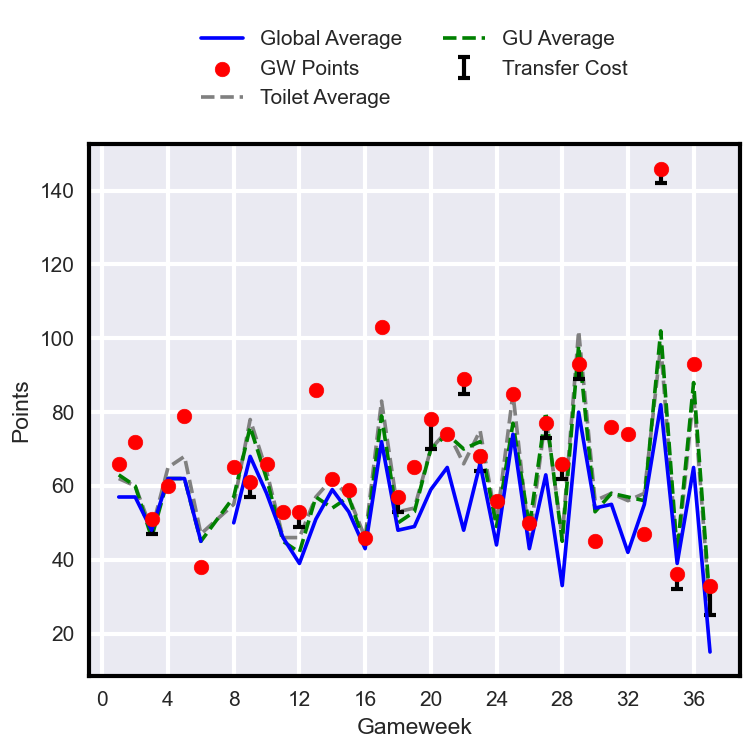 Global Average
GW Points
Toilet Average
GU Average
Transfer Cost
Points
140
120
100
80
60
40
20
0 4 8 12 16 20 24 28 32 36
Gameweek